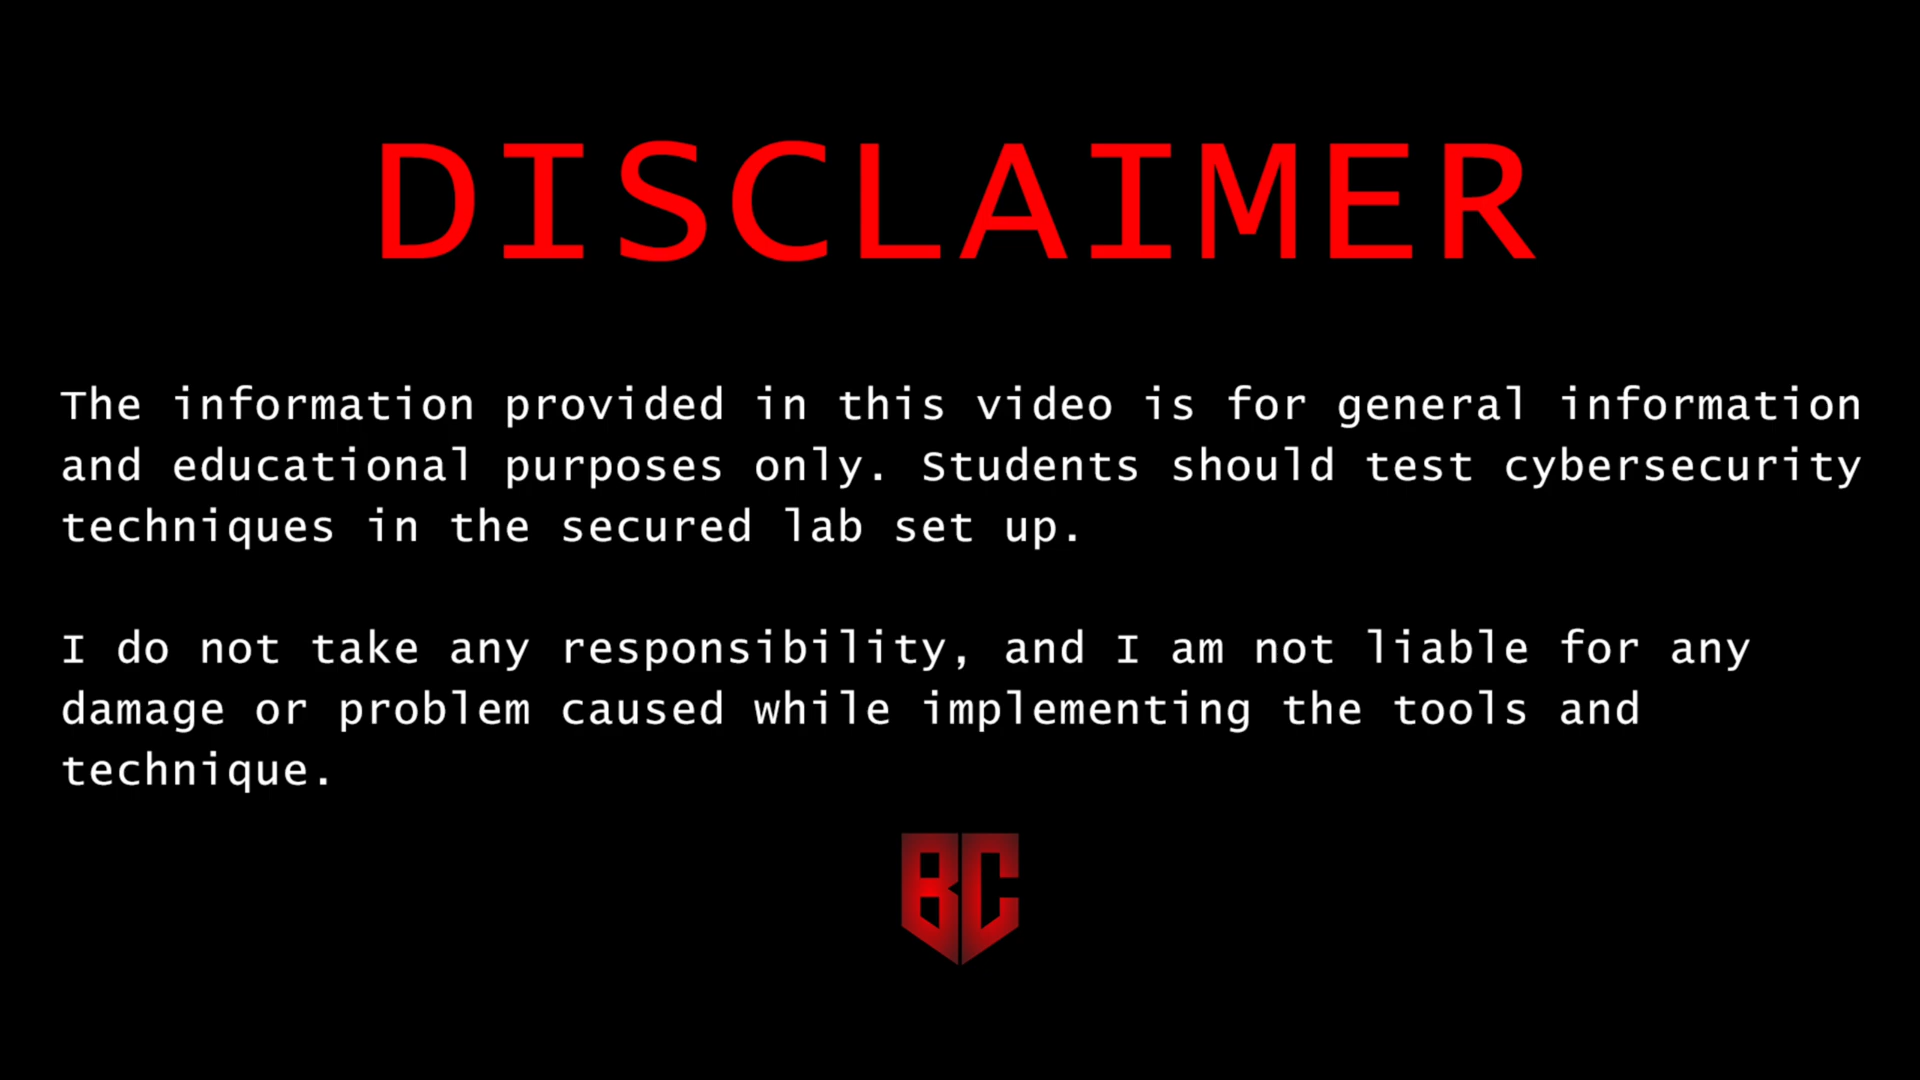 DISCLAIMER
The information provided in this video is for general information
and educational purposes only. Students should test cybersecurity
techniques in the secured lab set up.
I do not take any responsibility, and I am not liable for any
damage or problem caused while implementing the tools and
technique.
BC